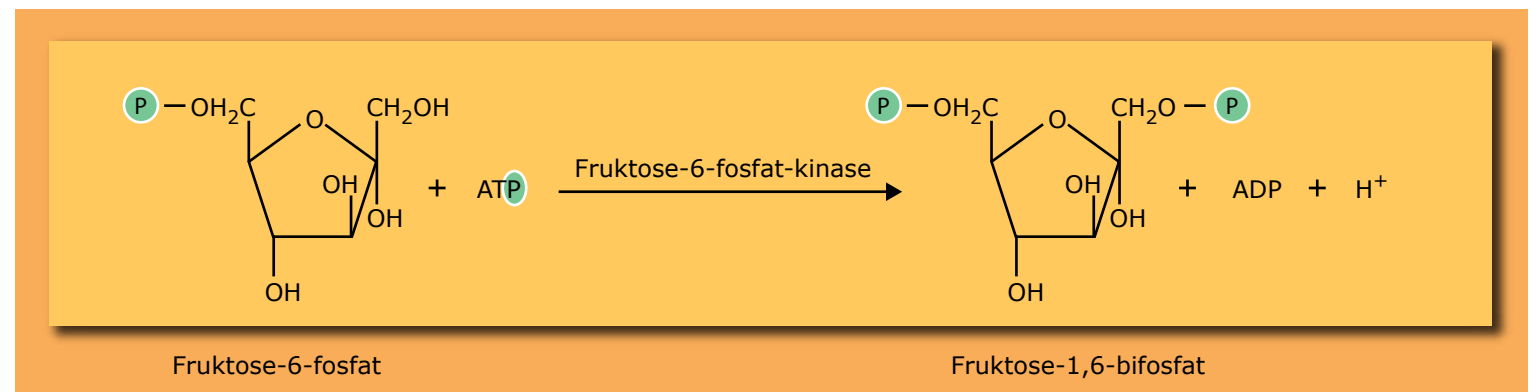 P – OH₂C O CH₂OH
OH
OH
OH
+ ATP
Fruktose-6-fosfat-kinase
P – OH₂C O CH₂O – P
OH
OH
OH
+ ADP + H⁺
Fruktose-6-fosfat
Fruktose-1,6-bifosfat